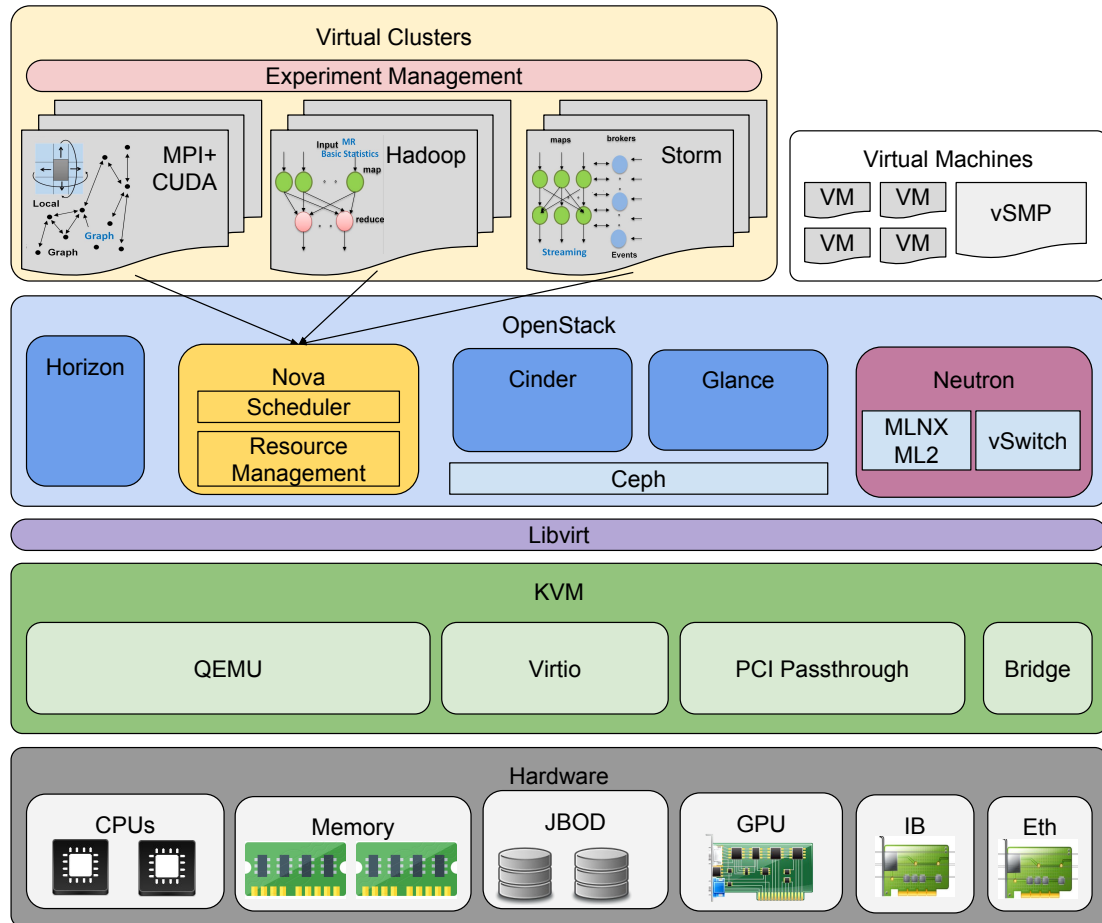 Virtual Clusters
Experiment Management
MPI+
CUDA
Local
Graph
Graph
Input MR
Basic Statistics
Hadoop
map
reduce
maps
brokers
Storm
Streaming
Events
Virtual Machines
VM
VM
vSMP
VM
VM
OpenStack
Horizon
Nova
Scheduler
Resource
Management
Cinder
Glance
Ceph
Neutron
MLNX
ML2
vSwitch
Libvirt
KVM
QEMU
Virtio
PCI Passthrough
Bridge
Hardware
CPUs
Memory
JBOD
GPU
IB
Eth